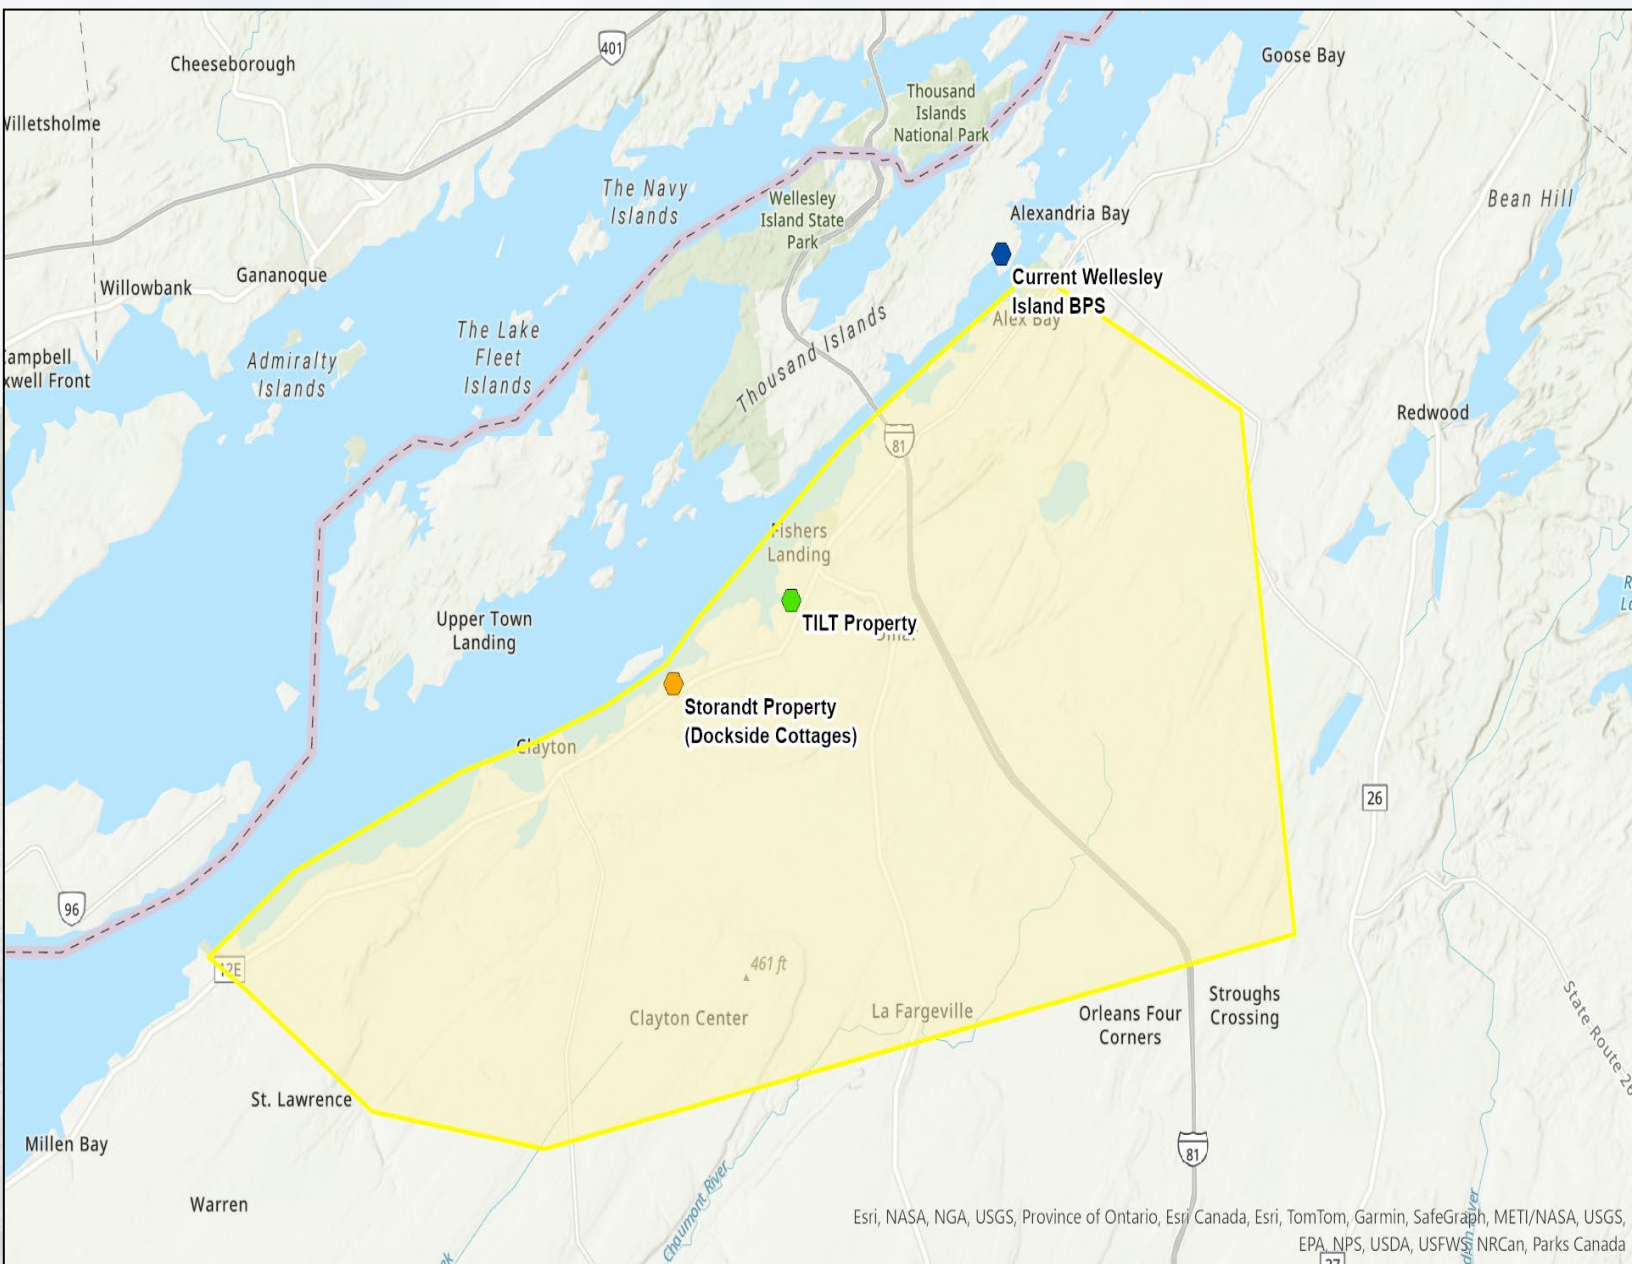 401
Cheeseborough
Goose Bay
Thousand
Islands
National Park
Willetsholme
The Navy
Islands
Wellesley
Island State
Park
Bean Hill
Alexandria Bay
Gananoque
Willowbank
Current Wellesley
Island BPS
Alex Bay
The Lake
Fleet
Islands
Thousand Islands
Admiralty
Islands
Campbell
xwell Front
Redwood
81
Fishers
Landing
TILT Property
Upper Town
Landing
Storandt Property
(Dockside Cottages)
Clayton
26
96
12E
461 ft
Clayton Center
La Fargeville
Orleans Four
Corners
Stroughs
Crossing
State Route 26
St. Lawrence
Millen Bay
81
Warren
Chaumont River
Esri, NASA, NGA, USGS, Province of Ontario, Esri Canada, Esri, TomTom, Garmin, SafeGraph, METI/NASA, USGS,
EPA, NPS, USDA, USFWS, NRCan, Parks Canada